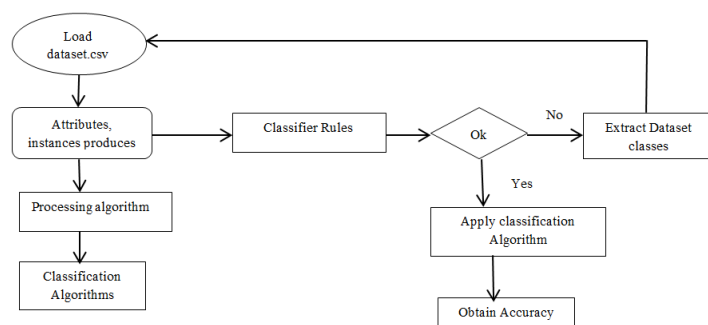 Load
dataset.csv
Attributes,
instances produces
Classifier Rules
Ok
No
Extract Dataset
classes
Yes
Processing algorithm
Apply classification
Algorithm
Classification
Algorithms
Obtain Accuracy